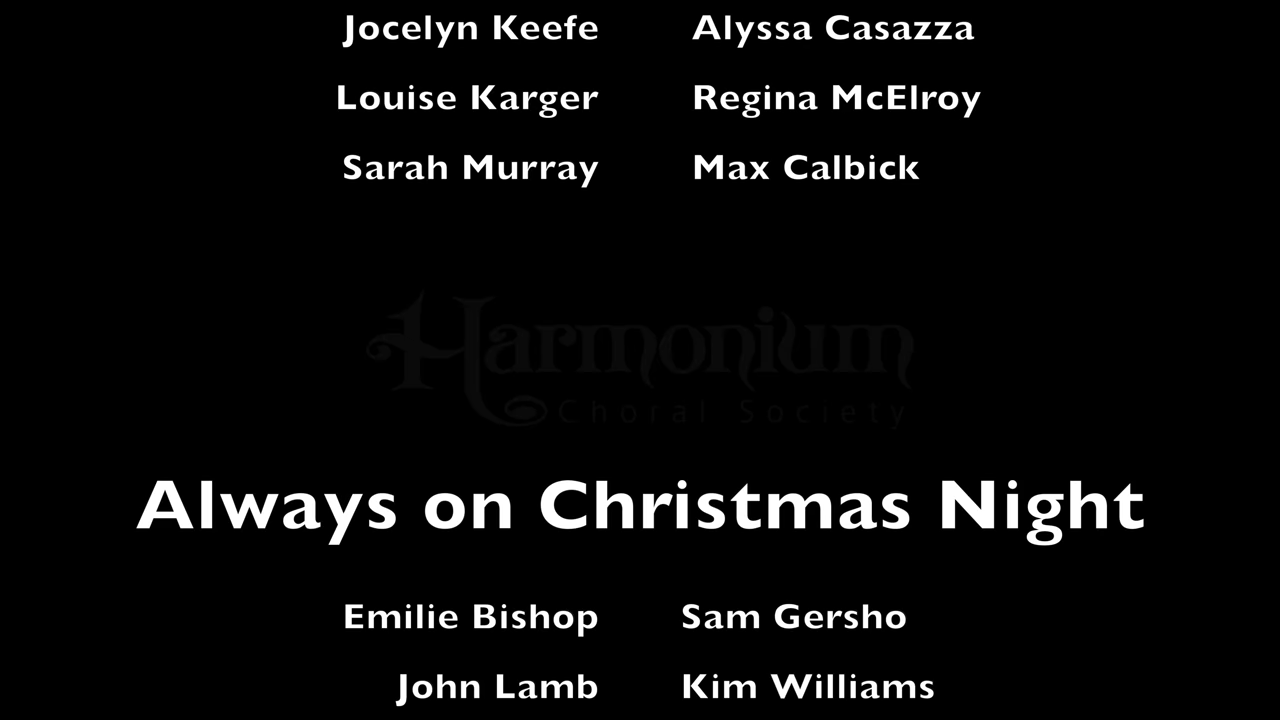 Jocelyn Keefe Alyssa Casazza
Louise Karger Regina McElroy
Sarah Murray Max Calbick
Harmonium
Choral Society
Always on Christmas Night
Emilie Bishop Sam Gersho
John Lamb Kim Williams